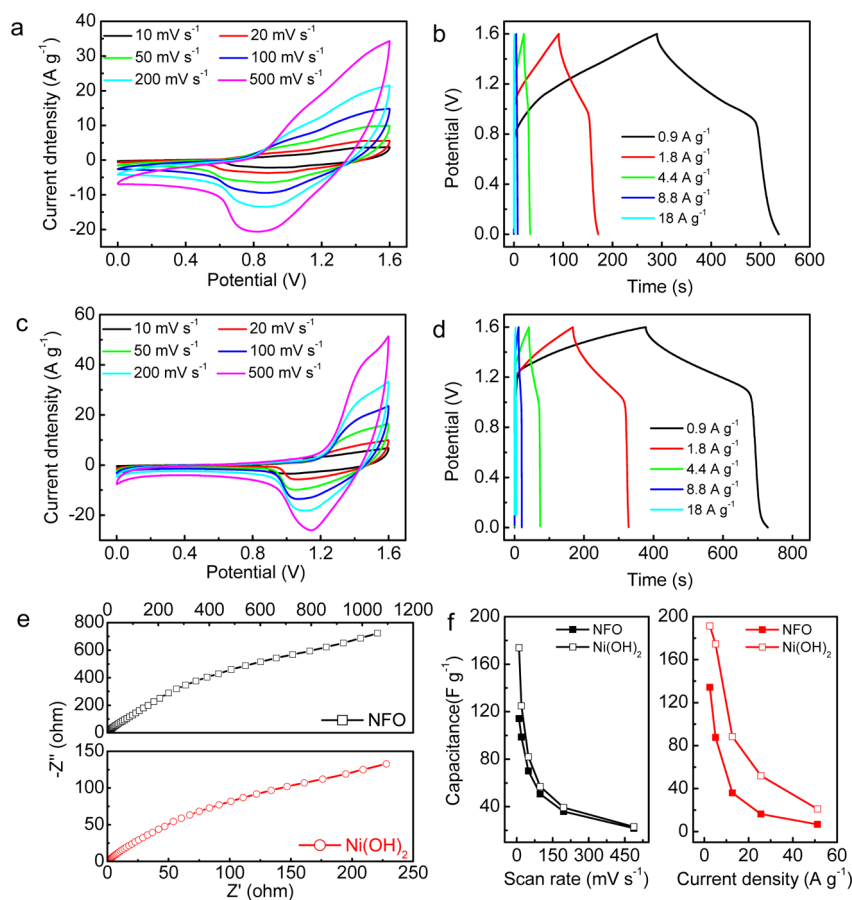 a
10 mV s⁻¹ 20 mV s⁻¹
50 mV s⁻¹ 100 mV s⁻¹
200 mV s⁻¹ 500 mV s⁻¹
40
30
20
10
0
-10
-20
Current dntensity (A g⁻¹)
0.0 0.4 0.8 1.2 1.6
Potential (V)
b
1.6
1.2
0.8
0.4
0.0
Potential (V)
0.9 A g⁻¹
1.8 A g⁻¹
4.4 A g⁻¹
8.8 A g⁻¹
18 A g⁻¹
0 100 200 300 400 500 600
Time (s)
c
10 mV s⁻¹ 20 mV s⁻¹
50 mV s⁻¹ 100 mV s⁻¹
200 mV s⁻¹ 500 mV s⁻¹
60
40
20
0
-20
Current dntensity (A g⁻¹)
0.0 0.4 0.8 1.2 1.6
Potential (V)
d
1.6
1.2
0.8
0.4
0.0
Potential (V)
0.9 A g⁻¹
1.8 A g⁻¹
4.4 A g⁻¹
8.8 A g⁻¹
18 A g⁻¹
0 200 400 600 800
Time (s)
e
0 200 400 600 800 1000 1200
800
600
400
200
0
NFO
-Z'' (ohm)
150
100
50
0
Ni(OH)₂
0 50 100 150 200 250
Z' (ohm)
f
200
160
120
80
40
Capacitance(F g⁻¹)
NFO
Ni(OH)₂
0 100 200 300 400 500
Scan rate (mV s⁻¹)
200
160
120
80
40
0
NFO
Ni(OH)₂
0 10 20 30 40 50 60
Current density (A g⁻¹)